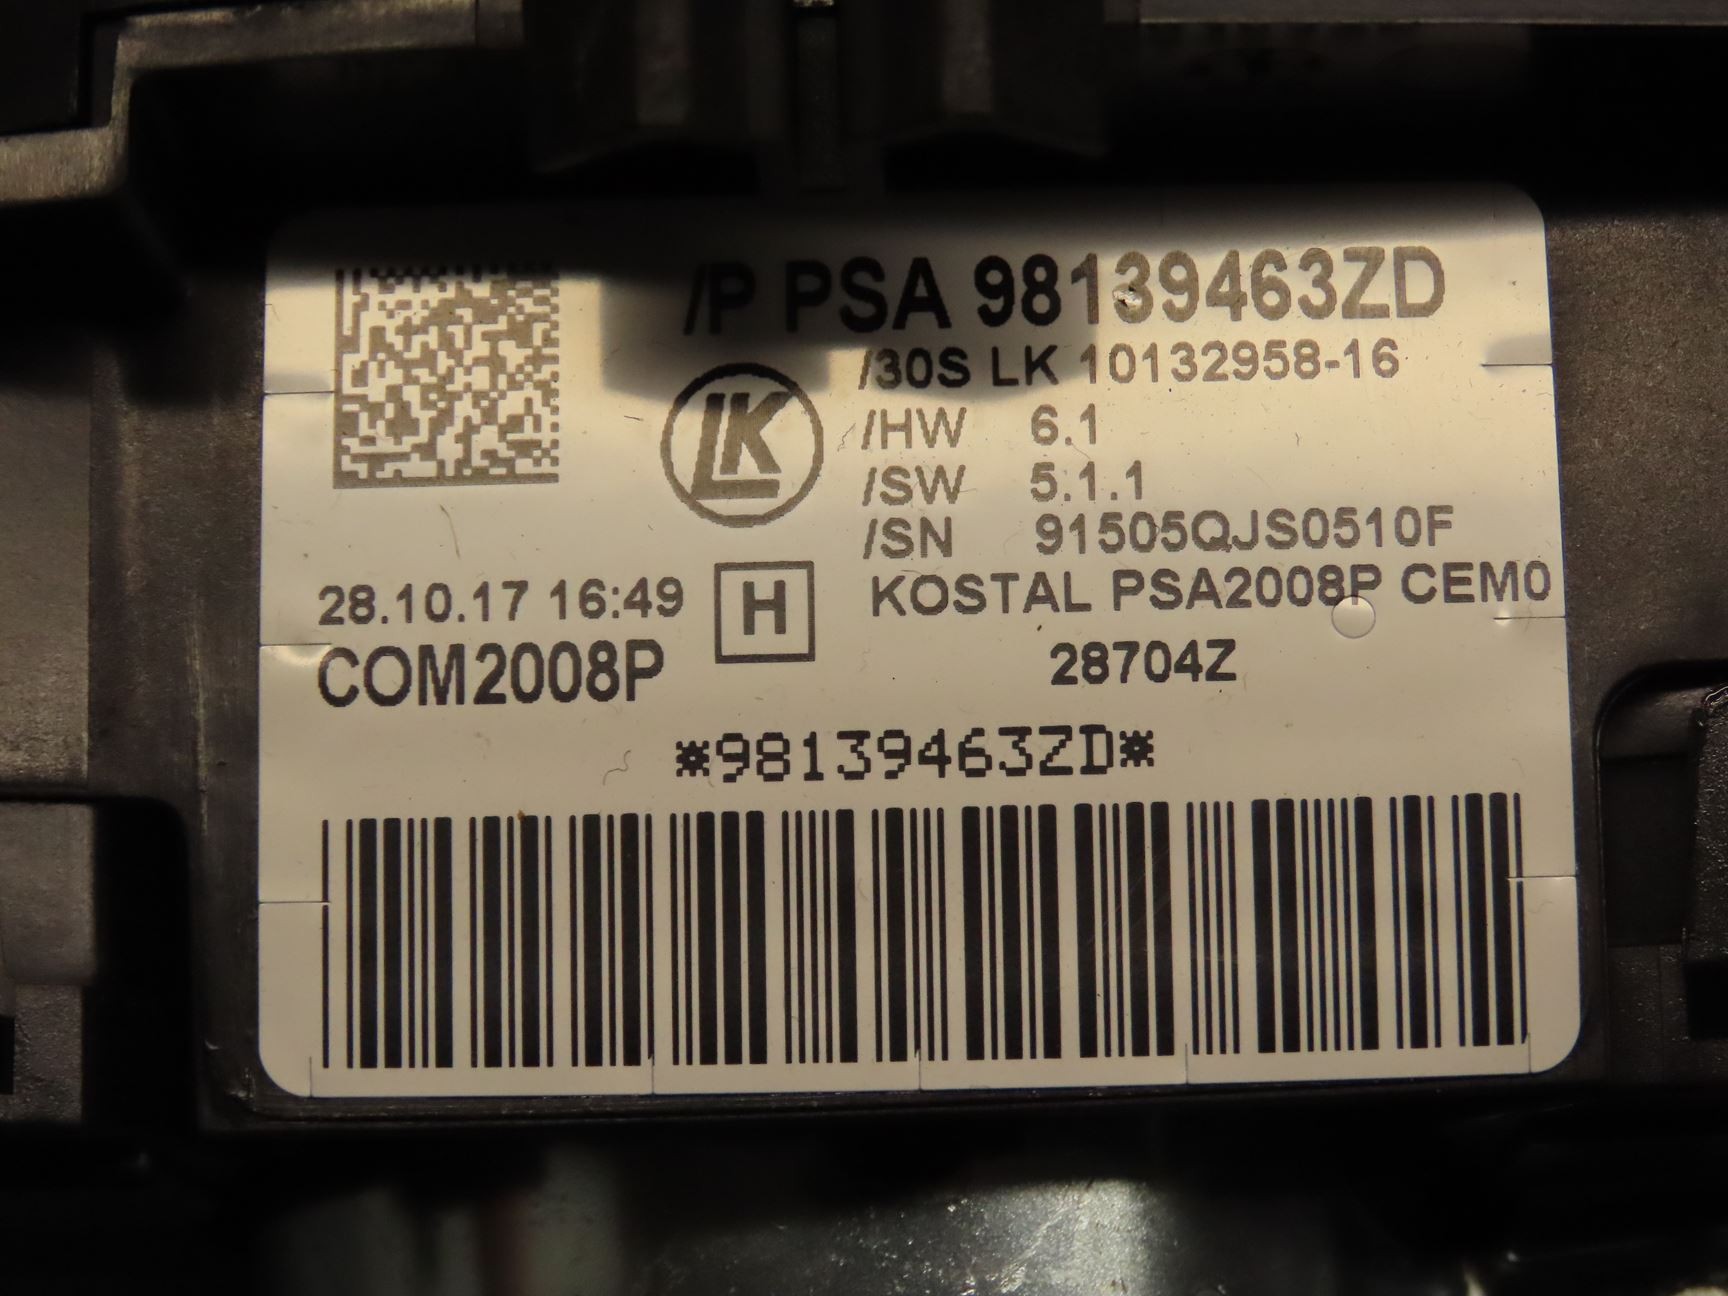 /P PSA 98139463ZD
/30S LK 10132958-16
LK
/HW 6.1
/SW 5.1.1
/SN 91505QJS0510F
28.10.17 16:49
H
KOSTAL PSA2008P CEM0
COM2008P
28704Z
*98139463ZD*